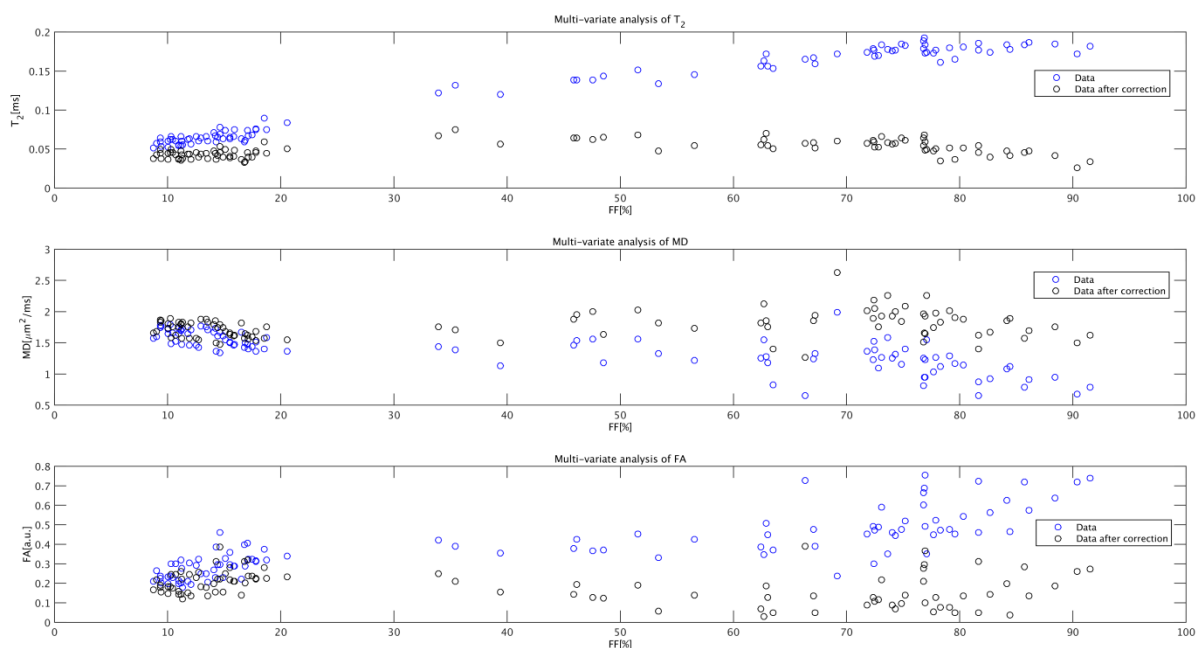 Multi-variate analysis of T2
0.2
0.15
0.1
0.05
0
T2[ms]
Data
Data after correction
0 10 20 30 40 50 60 70 80 90 100
FF[%]
Multi-variate analysis of MD
3
2.5
2
1.5
1
0.5
MD[μm2/ms]
Data
Data after correction
0 10 20 30 40 50 60 70 80 90 100
FF[%]
Multi-variate analysis of FA
0.8
0.7
0.6
0.5
0.4
0.3
0.2
0.1
0
FA[a.u.]
Data
Data after correction
0 10 20 30 40 50 60 70 80 90 100
FF[%]